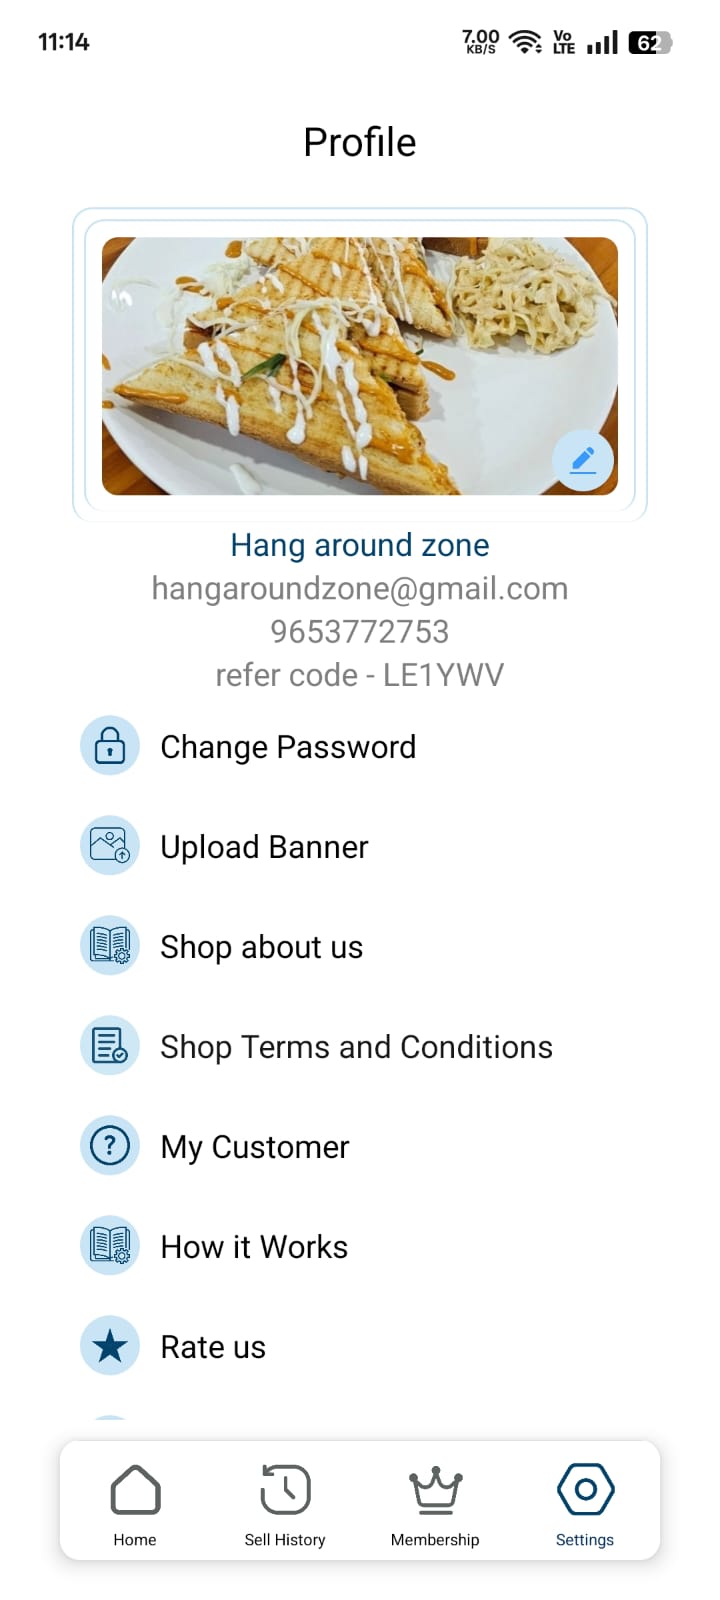 11:14
7.00
KB/S
Vo
LTE
62
Profile
Hang around zone
hangaroundzone@gmail.com
9653772753
refer code - LE1YWV
Change Password
Upload Banner
Shop about us
Shop Terms and Conditions
My Customer
How it Works
Rate us
Home
Sell History
Membership
Settings